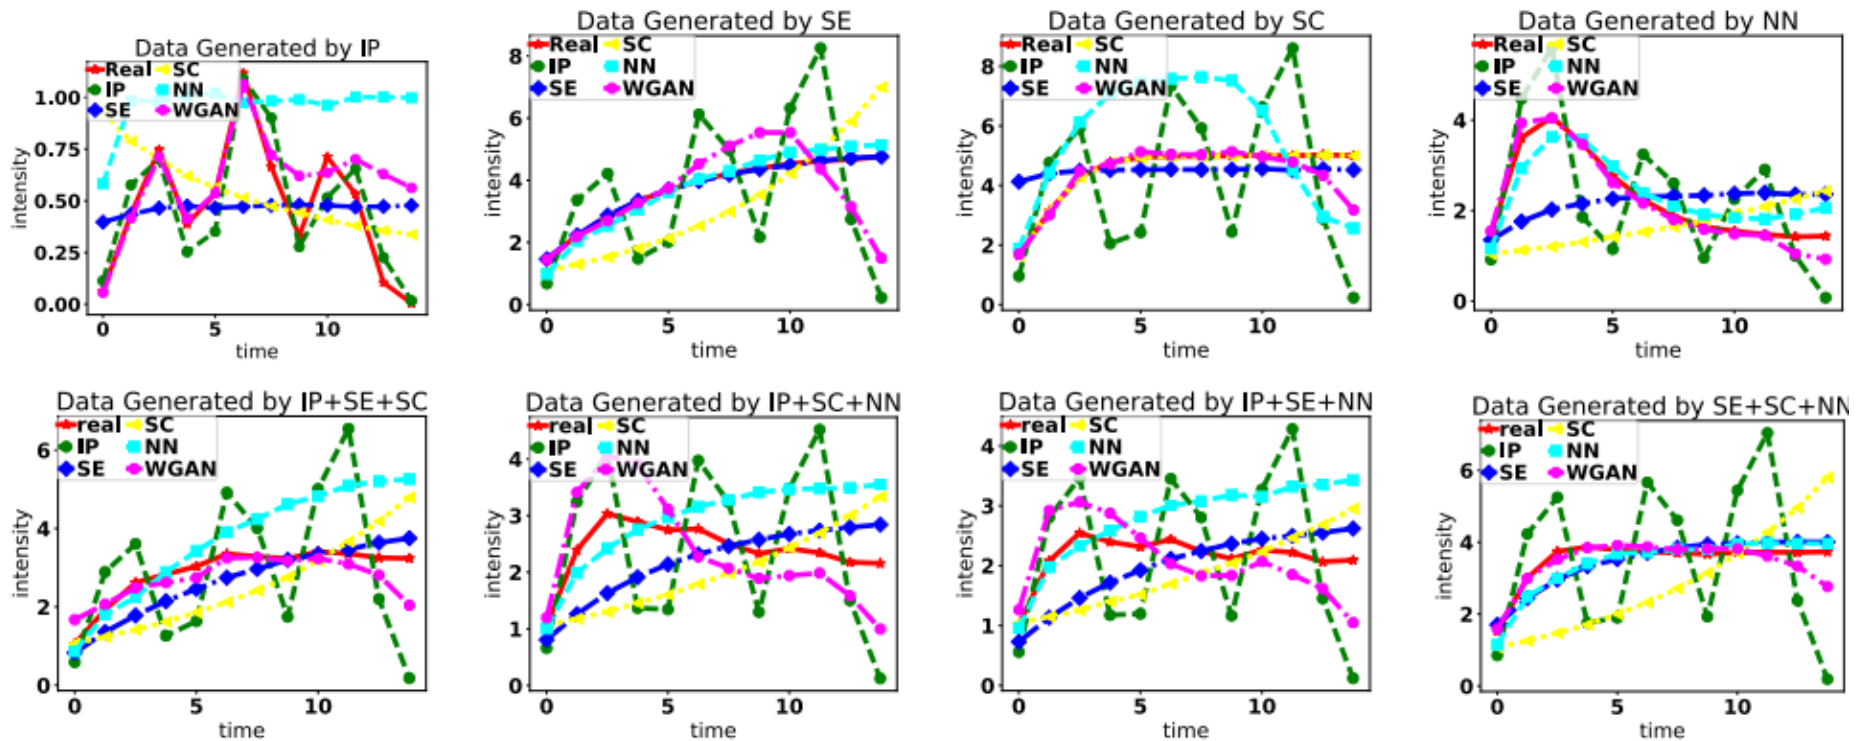 Data Generated by IP
Real SC
IP NN
SE WGAN
1.00
0.75
0.50
0.25
0.00
intensity
0 5 10
time
Data Generated by SE
Real SC
IP NN
SE WGAN
8
6
4
2
0
intensity
0 5 10
time
Data Generated by SC
Real SC
IP NN
SE WGAN
8
6
4
2
0
intensity
0 5 10
time
Data Generated by NN
Real SC
IP NN
SE WGAN
4
2
0
intensity
0 5 10
time
Data Generated by IP+SE+SC
real SC
IP NN
SE WGAN
6
4
2
0
intensity
0 5 10
time
Data Generated by IP+SC+NN
real SC
IP NN
SE WGAN
4
3
2
1
0
intensity
0 5 10
time
Data Generated by IP+SE+NN
real SC
IP NN
SE WGAN
4
3
2
1
0
intensity
0 5 10
time
Data Generated by SE+SC+NN
real SC
IP NN
SE WGAN
6
4
2
0
intensity
0 5 10
time